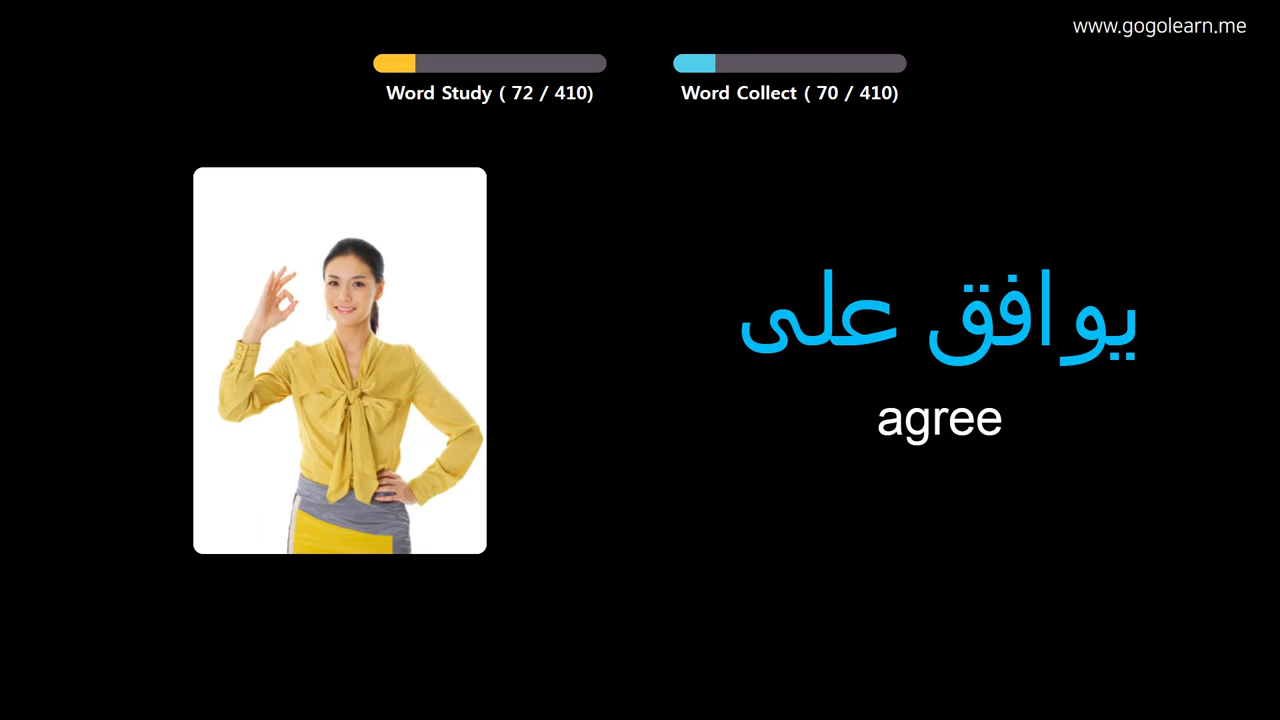 www.gogolearn.me
Word Study ( 72 / 410)
Word Collect ( 70 / 410)
يوافق على
agree